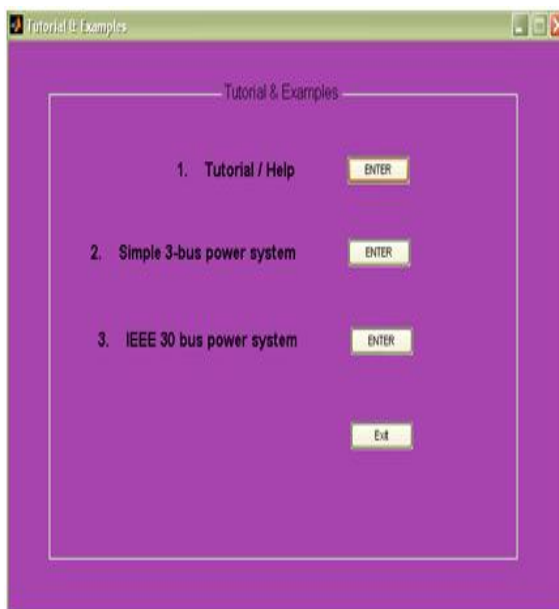 Tutorial & Examples
Tutorial & Examples
1. Tutorial / Help ENTER
2. Simple 3-bus power system ENTER
3. IEEE 30 bus power system ENTER
Exit